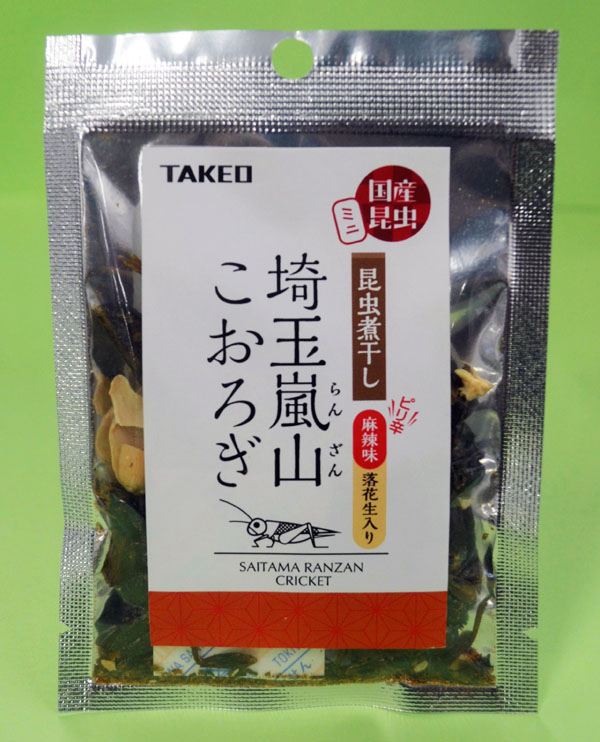 TAKEO
国産
昆虫
ミニ
昆虫煮干し
ピリ辛
麻辣味
落花生入り
埼玉嵐山
らんざん
こおろぎ
SAITAMA RANZAN
CRICKET